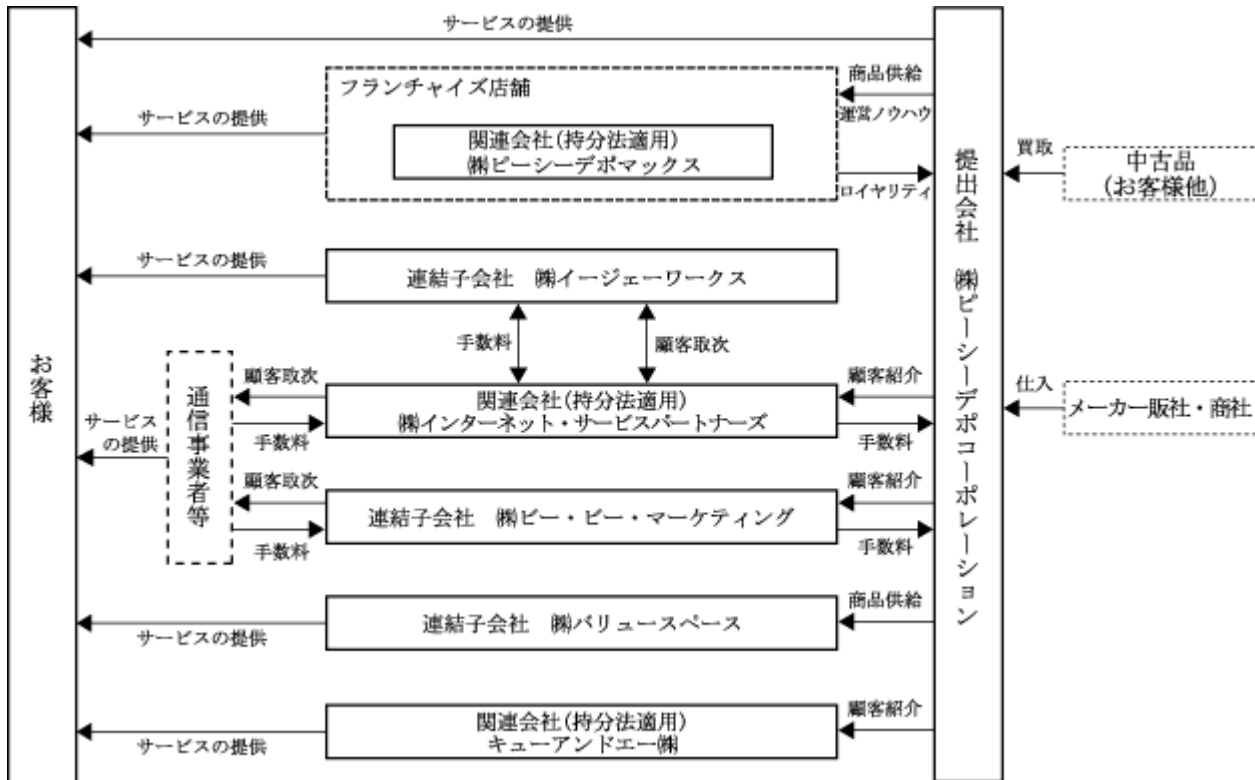 サービスの提供
フランチャイズ店舗
関連会社(持分法適用)
㈱ピーシーデポマックス
サービスの提供
商品供給
運営ノウハウ
ロイヤリティ
買取
中古品
(お客様他)
サービスの提供
連結子会社 ㈱イージェーワークス
手数料
顧客取次
お客様
サービス
の提供
通信事業者等
顧客取次
手数料
関連会社(持分法適用)
㈱インターネット・サービスパートナーズ
顧客紹介
手数料
提出会社 ㈱ピーシーデポコーポレーション
仕入
メーカー販社・商社
顧客取次
手数料
連結子会社 ㈱ビー・ビー・マーケティング
顧客紹介
手数料
サービスの提供
連結子会社 ㈱バリュースペース
商品供給
サービスの提供
関連会社(持分法適用)
キューアンドエー㈱
顧客紹介